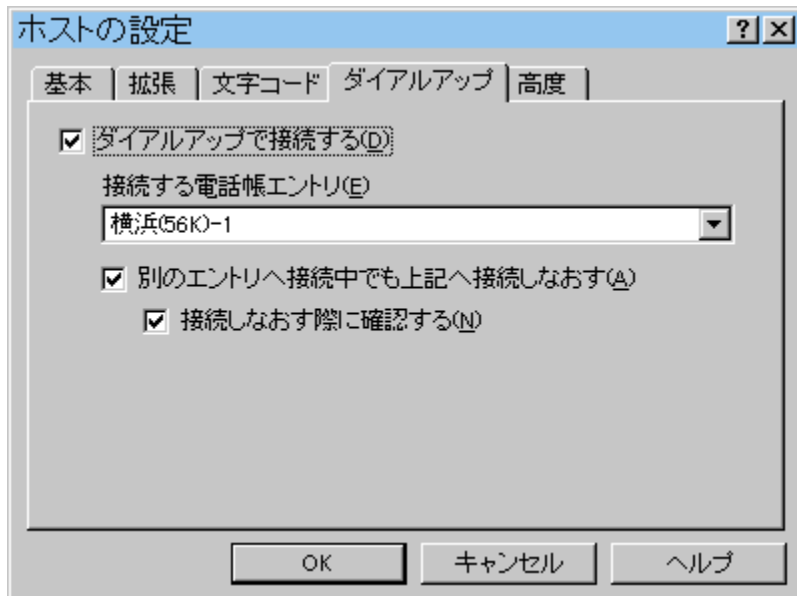 ホストの設定
基本 拡張 文字コード ダイアルアップ 高度
ダイアルアップで接続する(D)
接続する電話帳エントリ(E)
横浜(56K)-1
別のエントリへ接続中でも上記へ接続しなおす(A)
接続しなおす際に確認する(N)
OK キャンセル ヘルプ